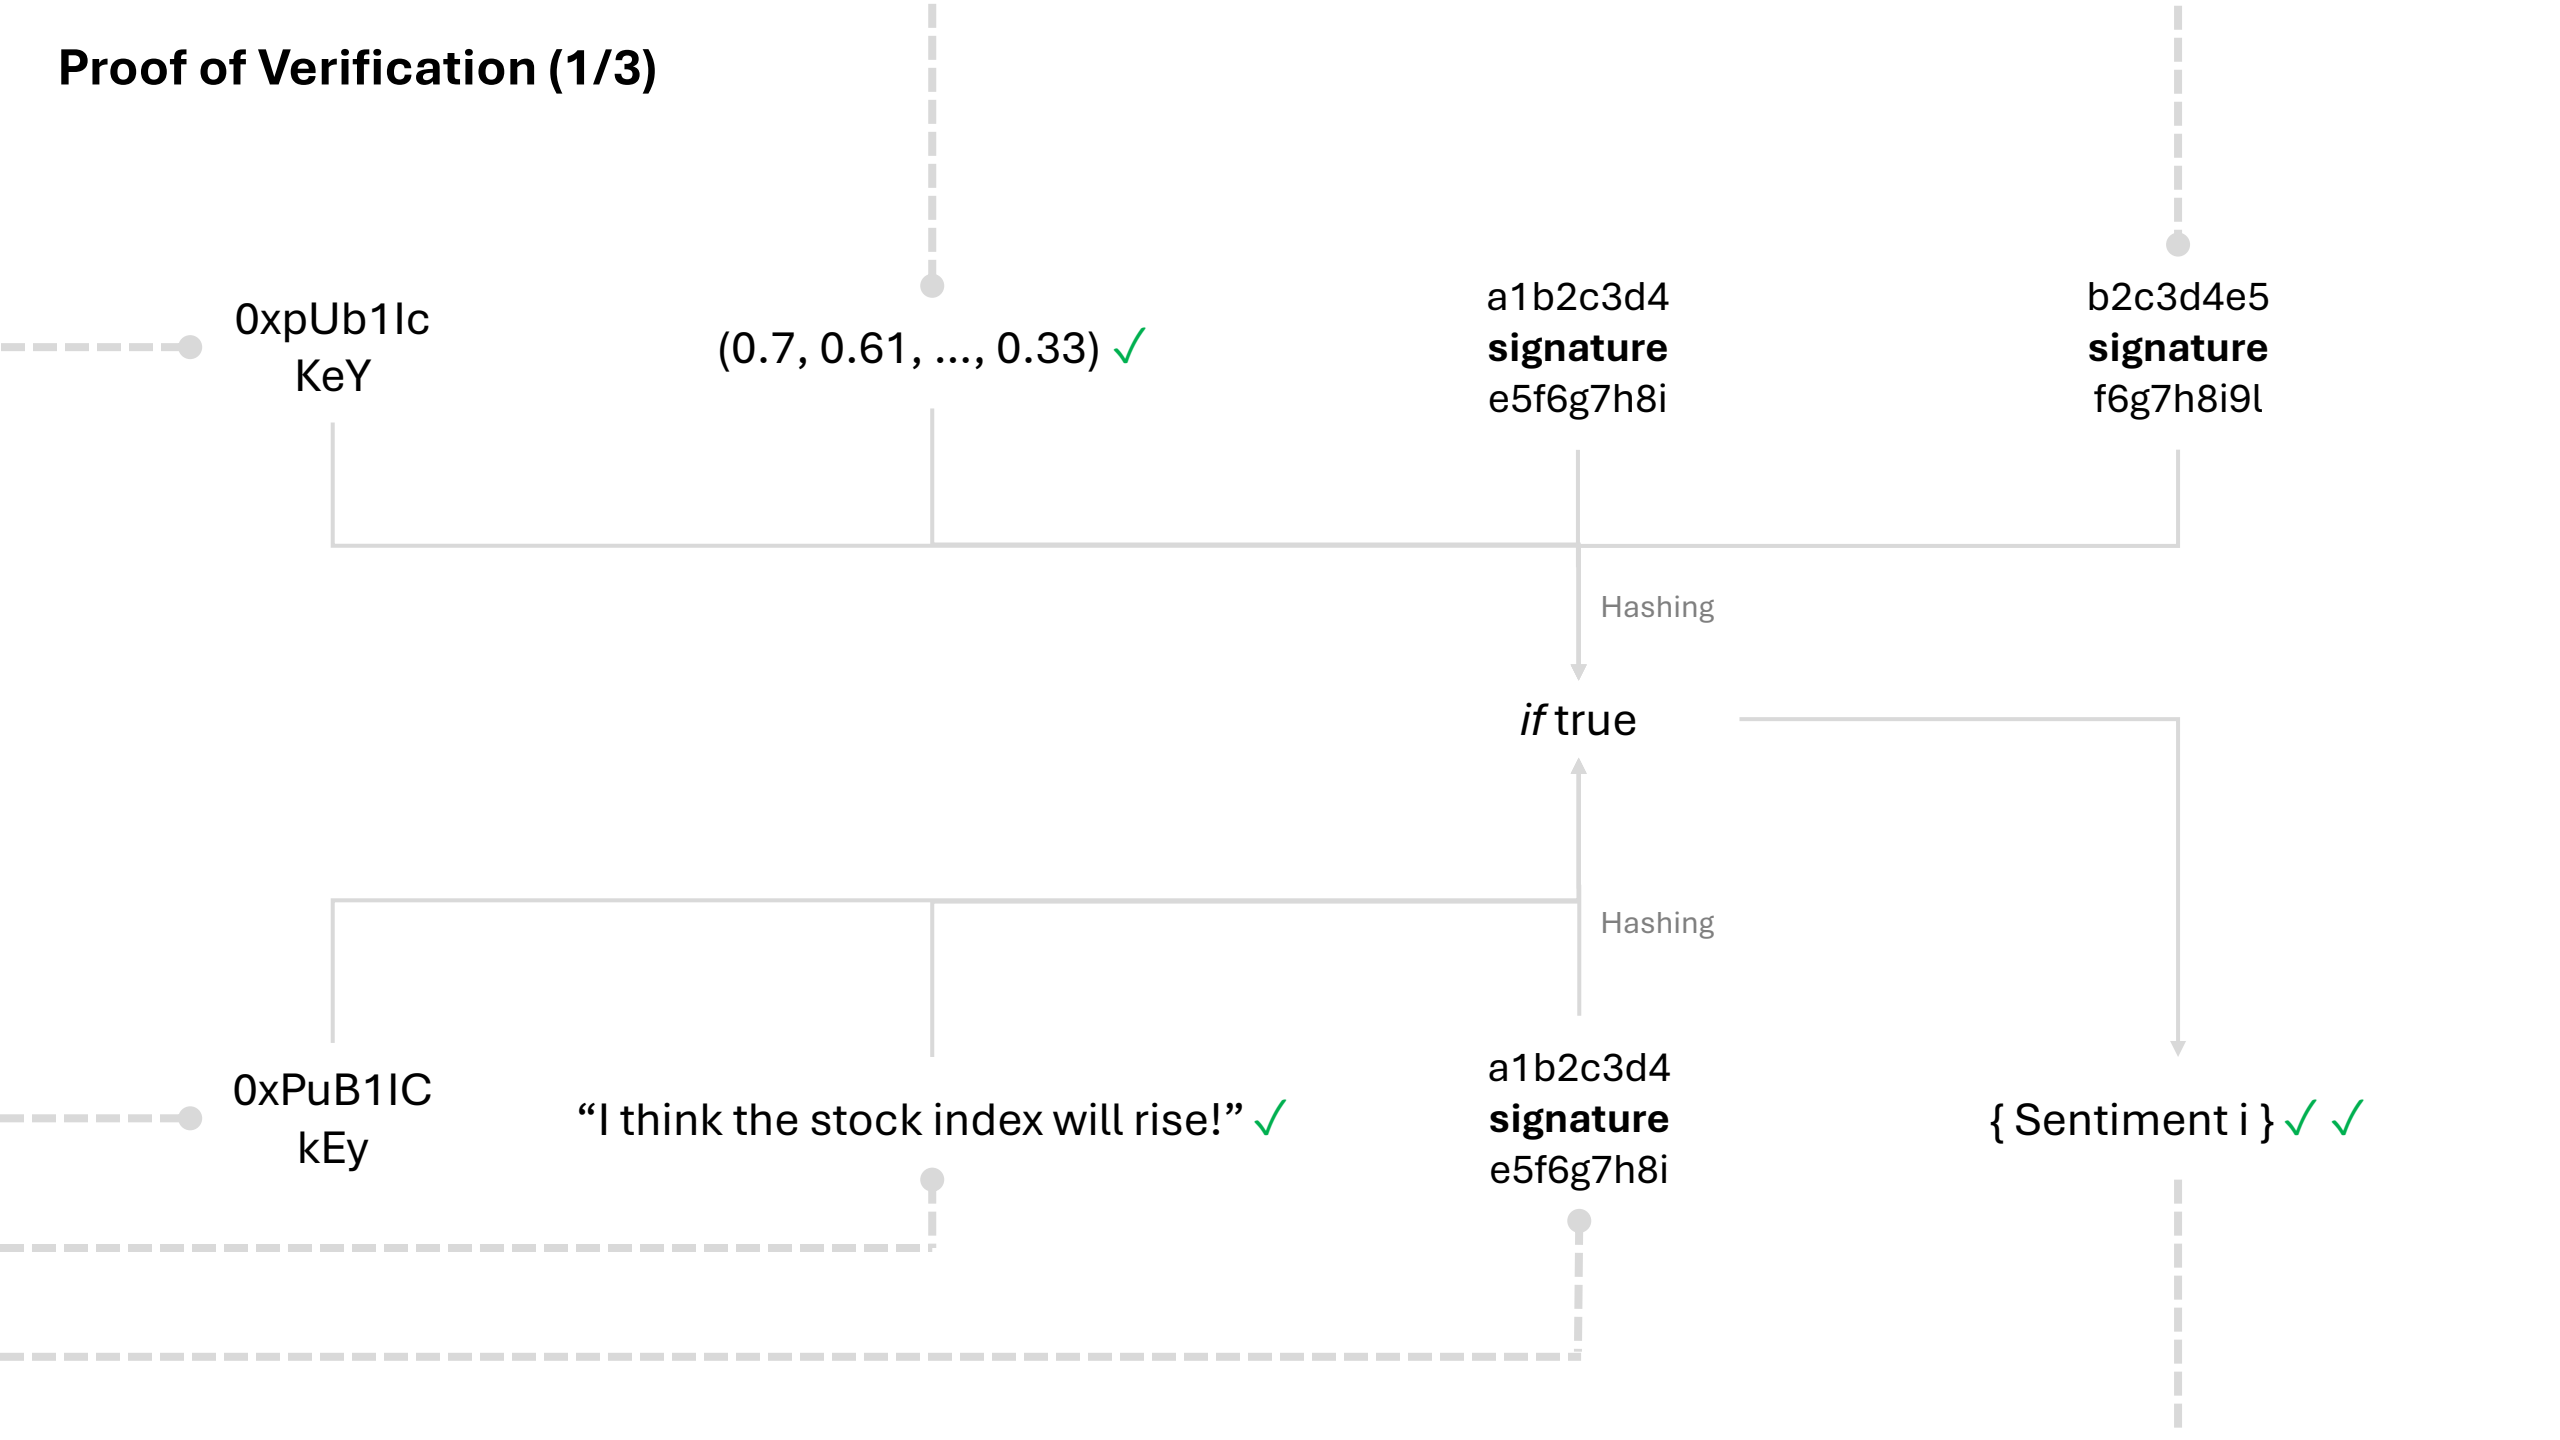 Proof of Verification (1/3)
0xpUb1Ic
KeY
(0.7, 0.61, ..., 0.33) ✓
a1b2c3d4
signature
e5f6g7h8i
b2c3d4e5
signature
f6g7h8i9l
Hashing
if true
Hashing
0xPuB1IC
kEy
“I think the stock index will rise!” ✓
a1b2c3d4
signature
e5f6g7h8i
{ Sentiment i } ✓ ✓